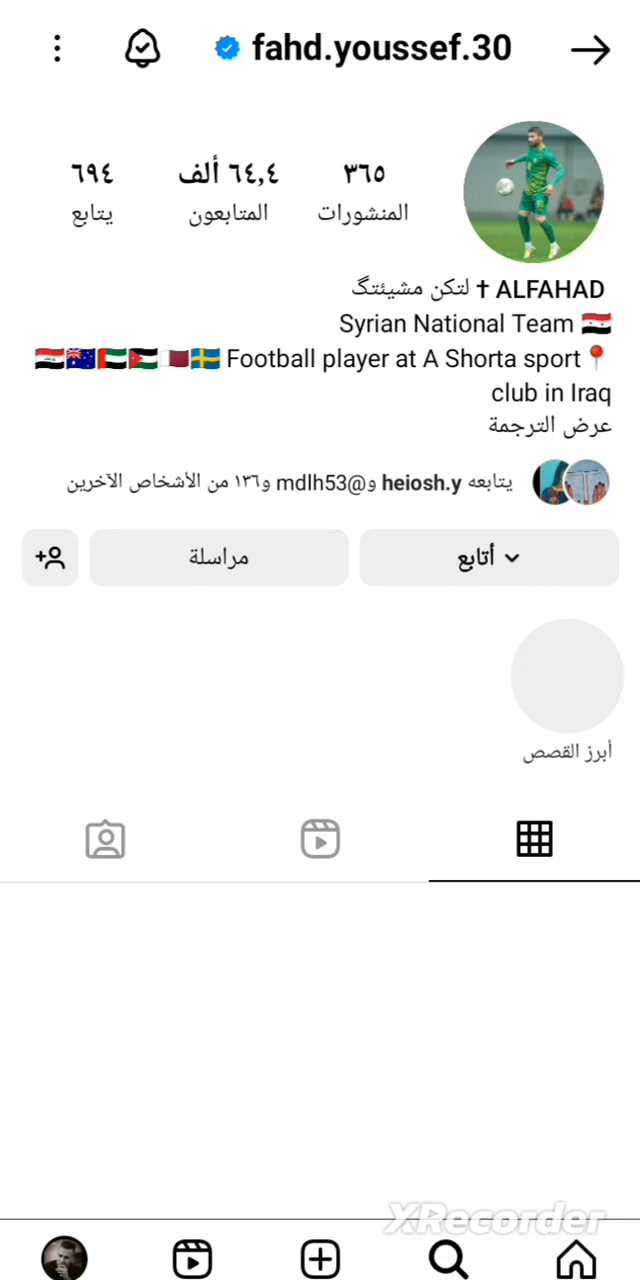 fahd.youssef.30
٣٦٥ ٦٤,٤ ألف ٦٩٤
المنشورات المتابعون يتابع
ALFAHAD ✝ لتكن مشيئتگ
Syrian National Team 🇸🇾
🇮🇶🇦🇺🇦🇪🇯🇴🇶🇦🇸🇪 Football player at A Shorta sport📍
club in Iraq
عرض الترجمة
يتابعه heiosh.y و@mdlh53 و١٣٦ من الأشخاص الآخرين
أتابع مراسلة
أبرز القصص
XRecorder